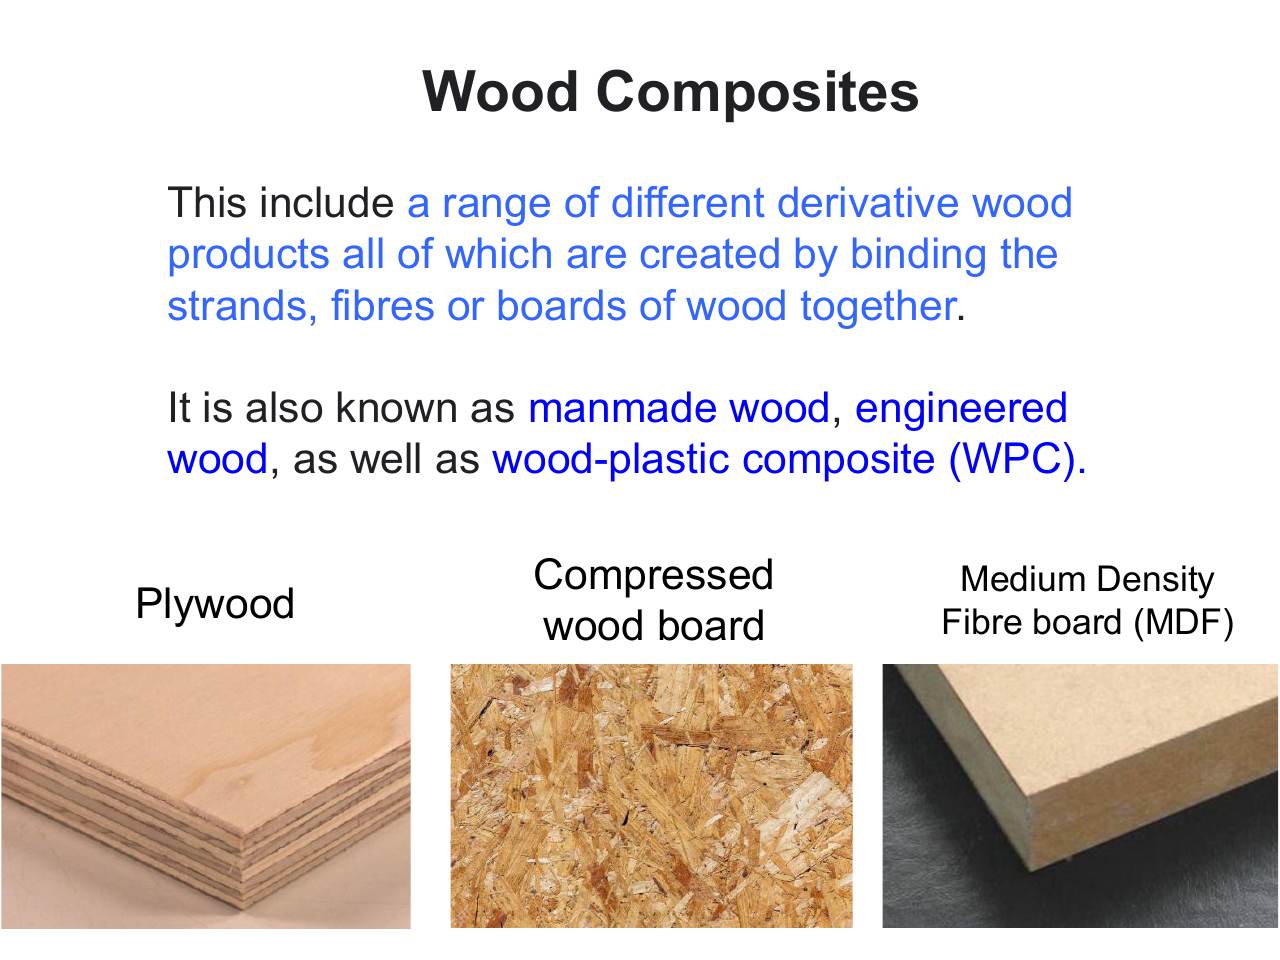 Wood Composites
This include a range of different derivative wood
products all of which are created by binding the
strands, fibres or boards of wood together.
It is also known as manmade wood, engineered
wood, as well as wood-plastic composite (WPC).
Plywood
Compressed
wood board
Medium Density
Fibre board (MDF)